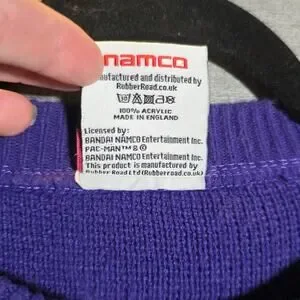 namco
nufactured and distributed by
RubberRoad.co.uk
100% ACRYLIC
MADE IN ENGLAND
Licensed by:
BANDAI NAMCO Entertainment Inc.
PAC-MAN™& ©
BANDAI NAMCO Entertainment Inc.
This product is manufactured by
Rubber Road Ltd (Rubberroad.co.uk)